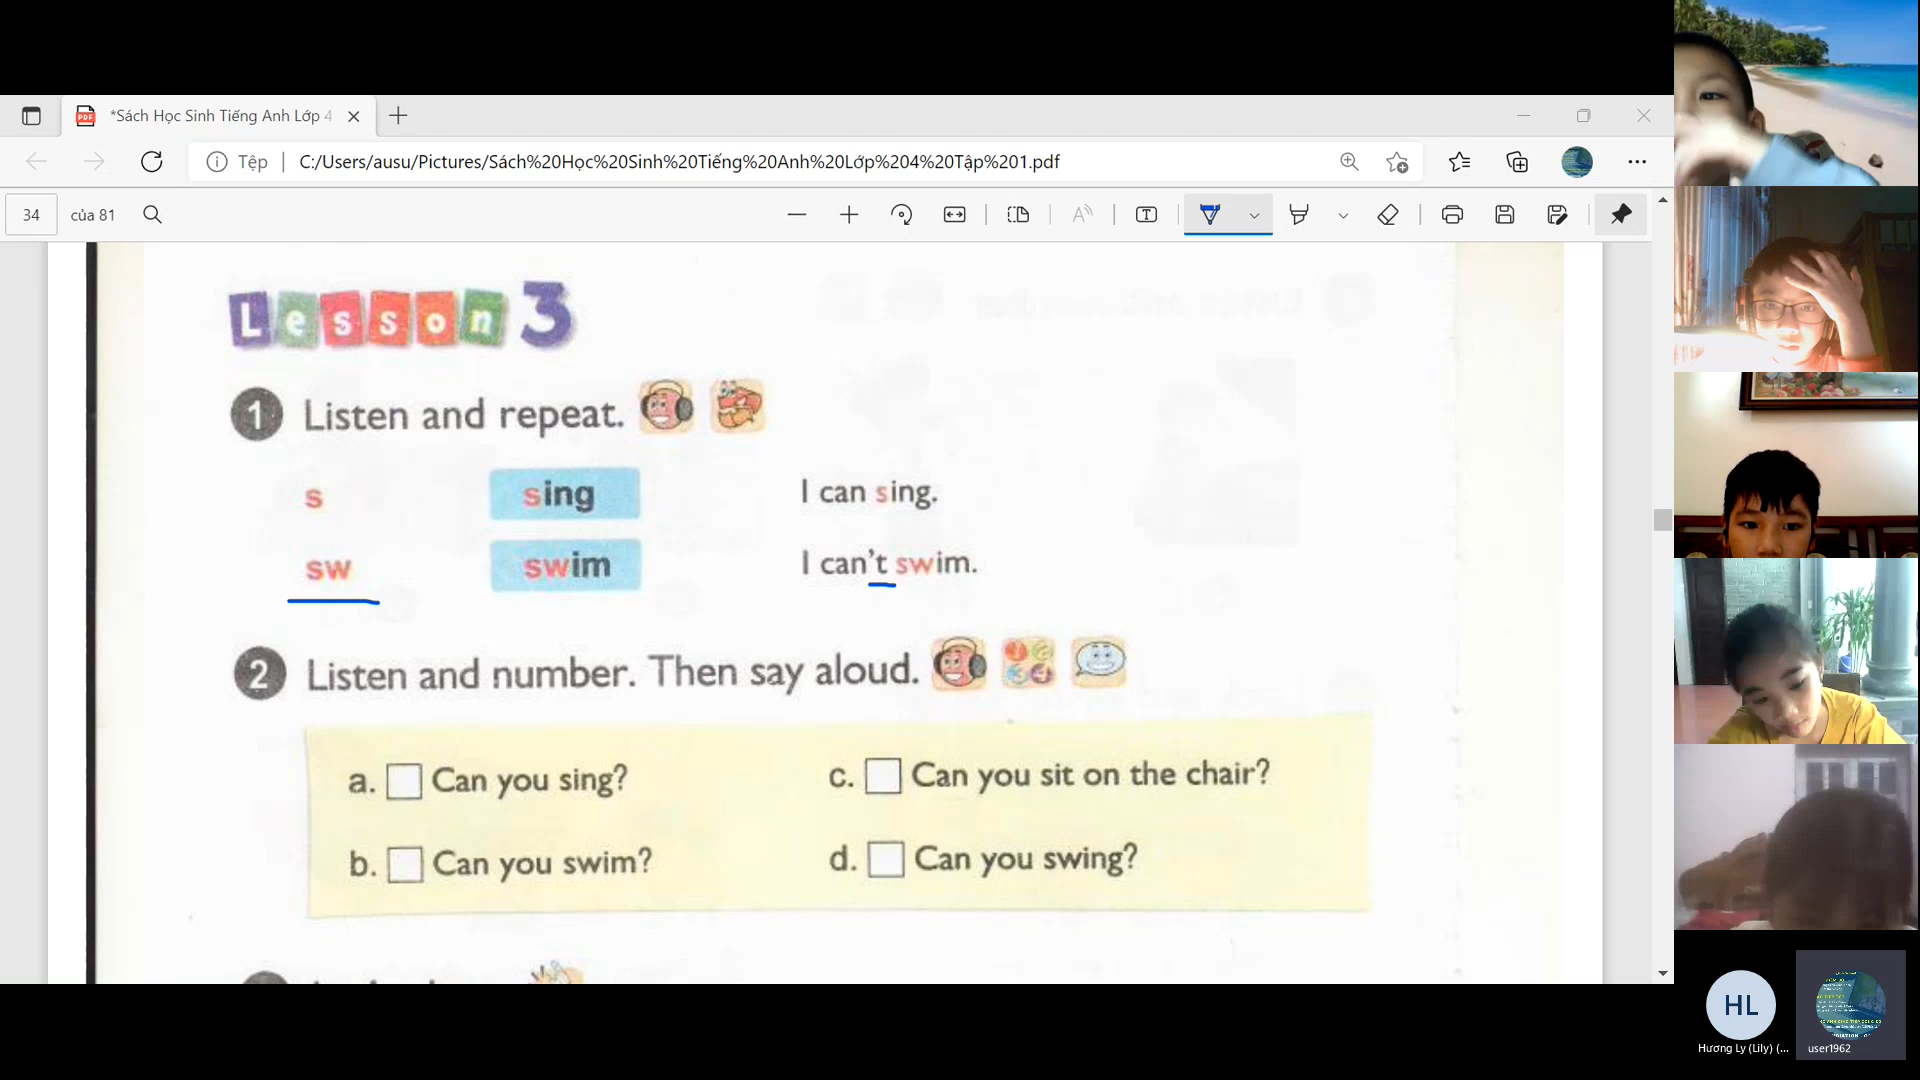 *Sách Học Sinh Tiếng Anh Lớp 4
Tệp
C:/Users/ausu/Pictures/Sách%20Học%20Sinh%20Tiếng%20Anh%20Lớp%204%20Tập%201.pdf
34 của 81
Lesson 3
1 Listen and repeat.
s sing I can sing.
sw swim I can't swim.
2 Listen and number. Then say aloud.
a. Can you sing? c. Can you sit on the chair?
b. Can you swim? d. Can you swing?
HL
Hương Ly (Lily) (...
user1962